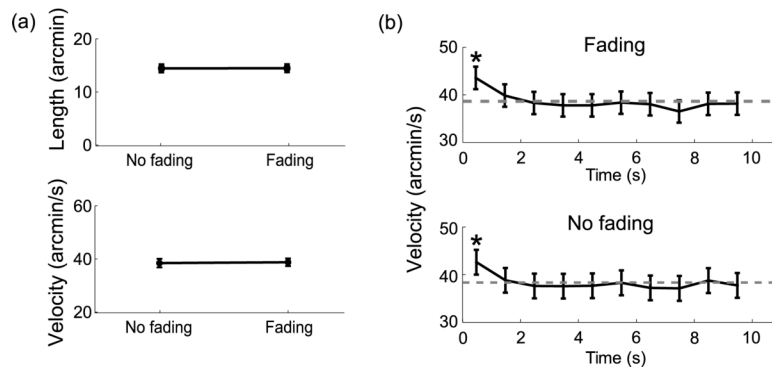 (a)
Length (arcmin)
20
10
0
No fading
Fading
Velocity (arcmin/s)
60
40
20
No fading
Fading
(b)
Velocity (arcmin/s)
Fading
50
*
40
30
0
2
4
6
8
10
Time (s)
No fading
50
*
40
30
0
2
4
6
8
10
Time (s)